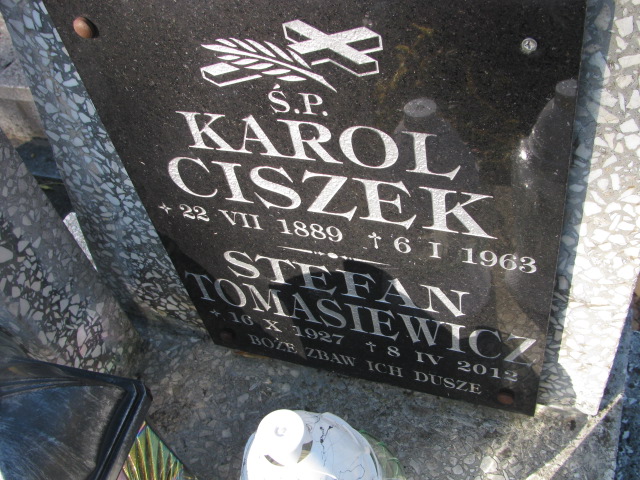 Ś.P.
KAROL
CISZEK
22 VII 1889 † 6 I 1963
STEFAN
TOMASIEWICZ
16 X 1927 † 8 IV 2012
BOŻE, ZBAW ICH DUSZE